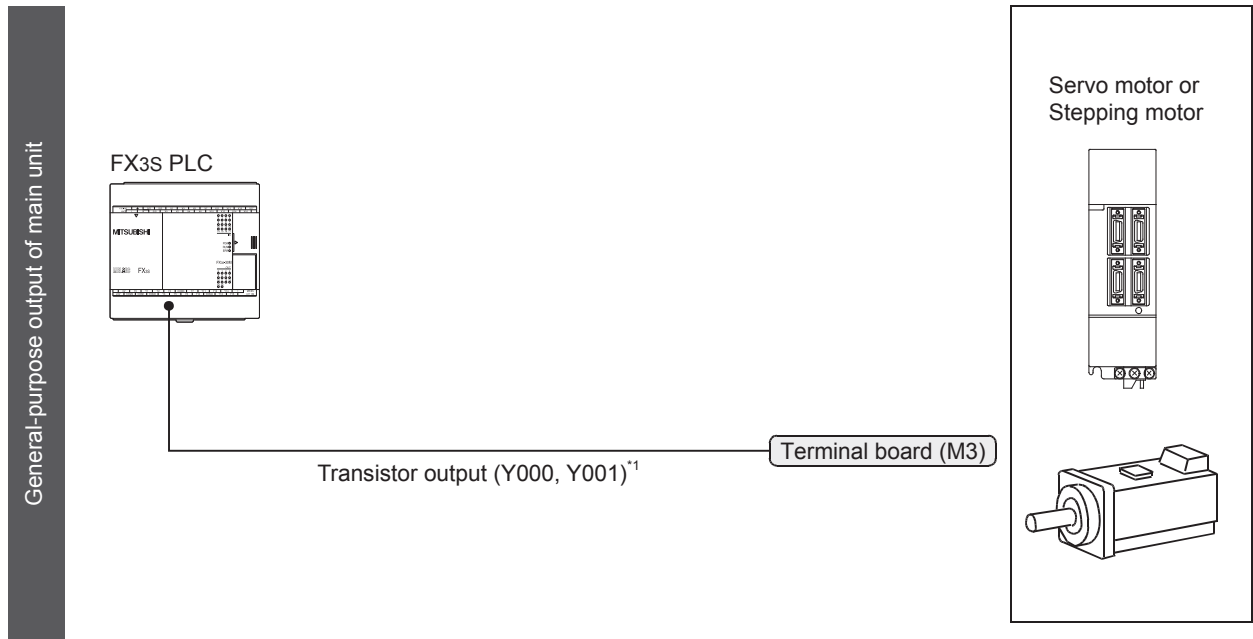 General-purpose output of main unit
FX3S PLC
MITSUBISHI
FX3S
Transistor output (Y000, Y001)*1
Terminal board (M3)
Servo motor or
Stepping motor